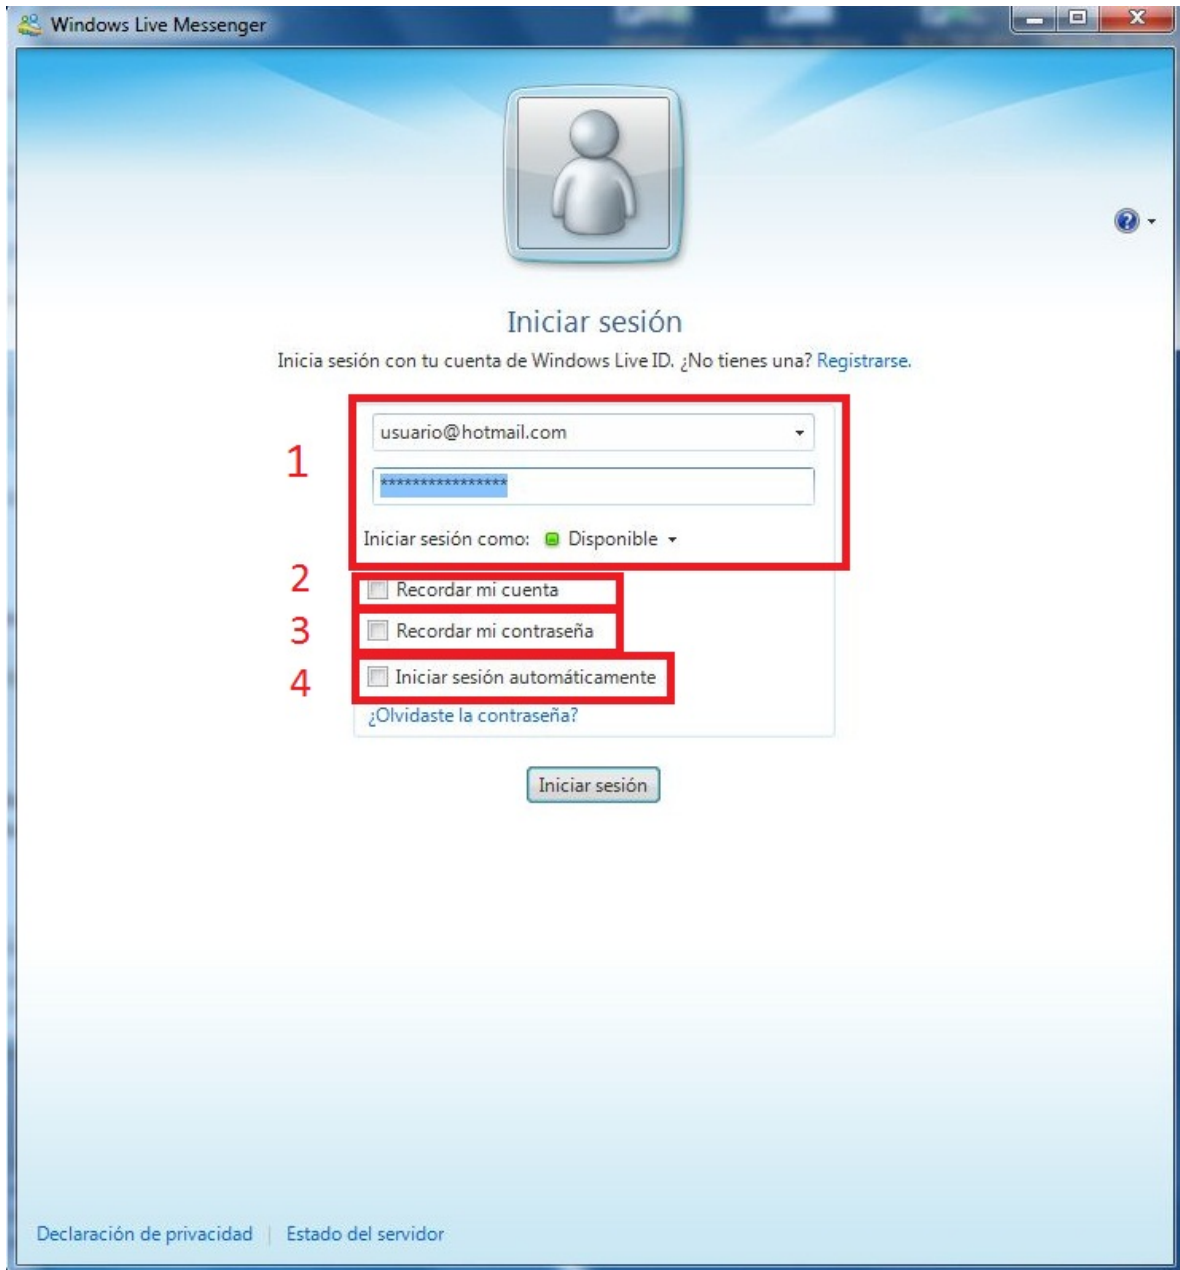 Windows Live Messenger
Iniciar sesión
Inicia sesión con tu cuenta de Windows Live ID. ¿No tienes una? Registrarse.
usuario@hotmail.com
1
****************
Iniciar sesión como: Disponible
2
Recordar mi cuenta
3
Recordar mi contraseña
4
Iniciar sesión automáticamente
¿Olvidaste la contraseña?
Iniciar sesión
Declaración de privacidad | Estado del servidor